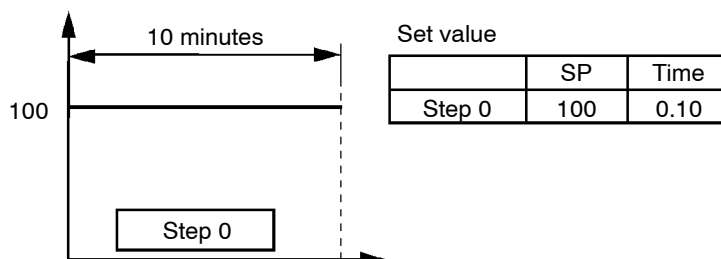 10 minutes
100
Step 0
Set value
SP Time
Step 0 100 0.10